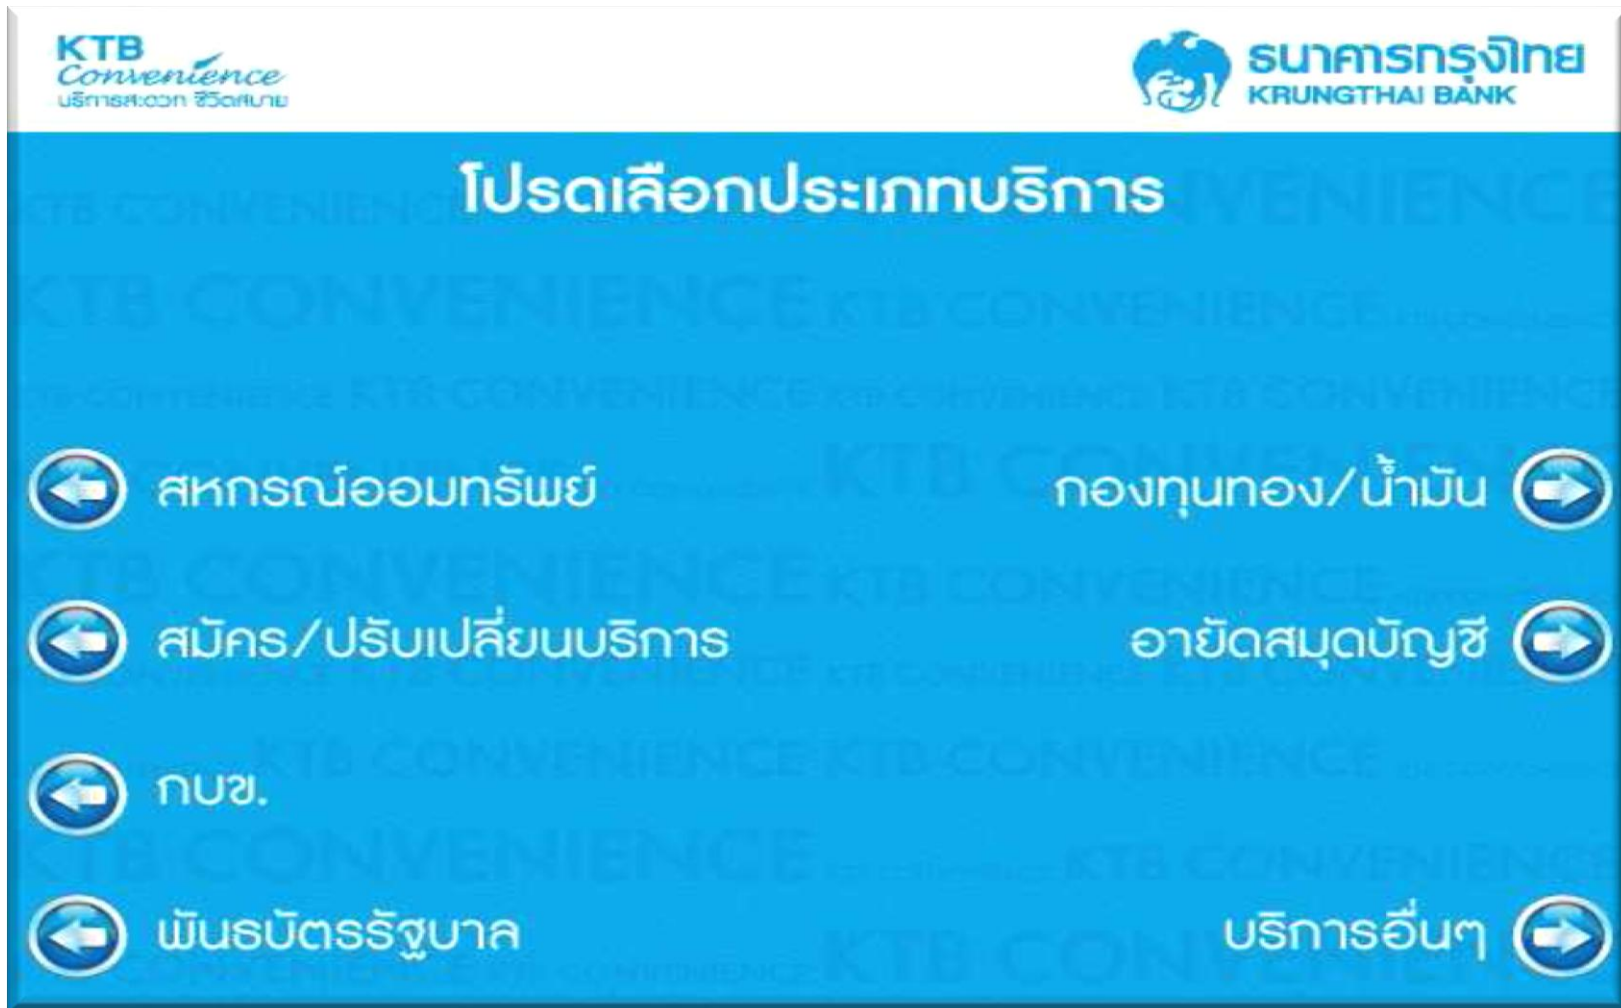 KTB
Convenience
บริการสะดวก ชีวิตสบาย
ธนาคารกรุงไทย
KRUNGTHAI BANK
โปรดเลือกประเภทบริการ
สหกรณ์ออมทรัพย์
กองทุนทอง/น้ำมัน
สมัคร/ปรับเปลี่ยนบริการ
อายัดสมุดบัญชี
กบข.
พันธบัตรรัฐบาล
บริการอื่นๆ